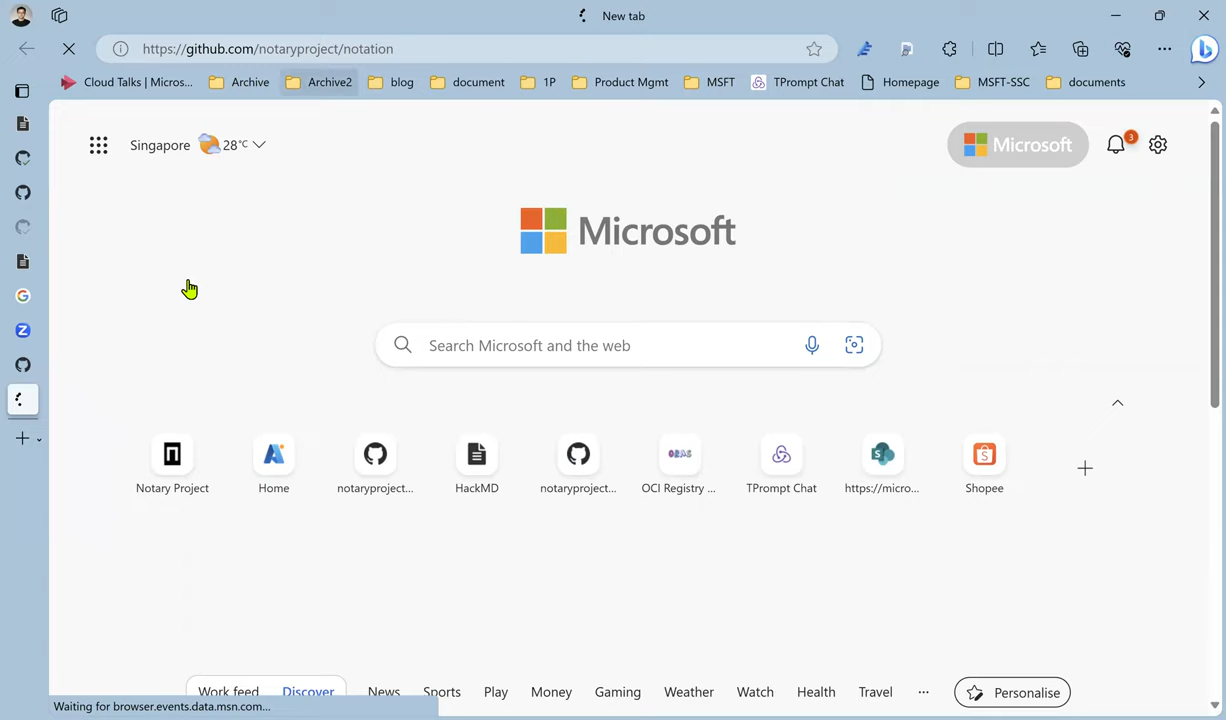 New tab
https://github.com/notaryproject/notation
Cloud Talks | Micros...
Archive
Archive2
blog
document
1P
Product Mgmt
MSFT
TPrompt Chat
Homepage
MSFT-SSC
documents
Singapore 28°C
Microsoft
3
Microsoft
Search Microsoft and the web
Notary Project
Home
notaryproject...
HackMD
notaryproject...
ORAS
OCI Registry ...
TPrompt Chat
https://micro...
Shopee
Work feed
Discover
News
Sports
Play
Money
Gaming
Weather
Watch
Health
Travel
...
Personalise
Waiting for browser.events.data.msn.com...